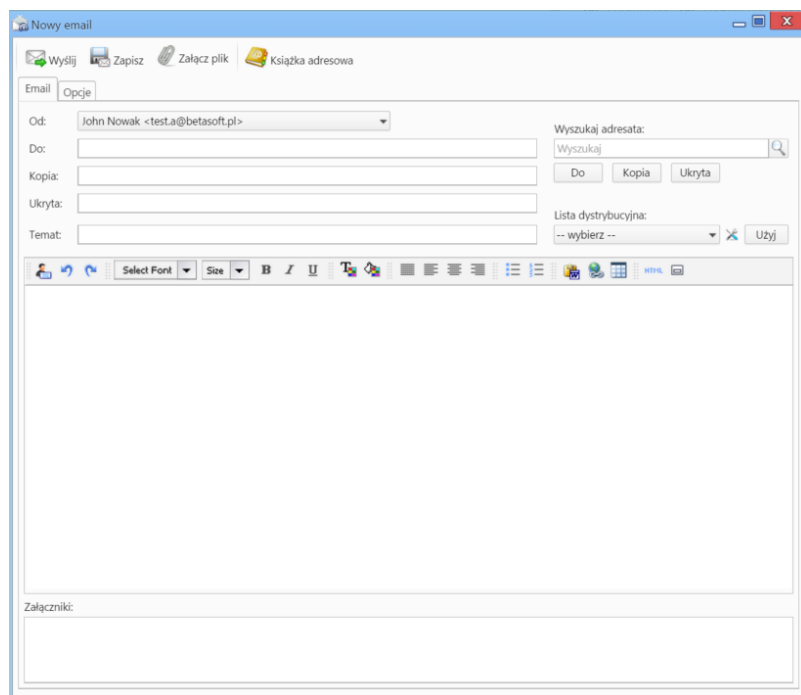 Nowy email
Wyślij Zapisz Załącz plik Książka adresowa
Email Opcje
Od: John Nowak <test.a@betasoft.pl>
Do:
Kopia:
Ukryta:
Temat:
Wyszukaj adresata:
Wyszukaj
Do Kopia Ukryta
Lista dystrybucyjna:
-- wybierz -- Użyj
Select Font Size B I U HTML
Załączniki: